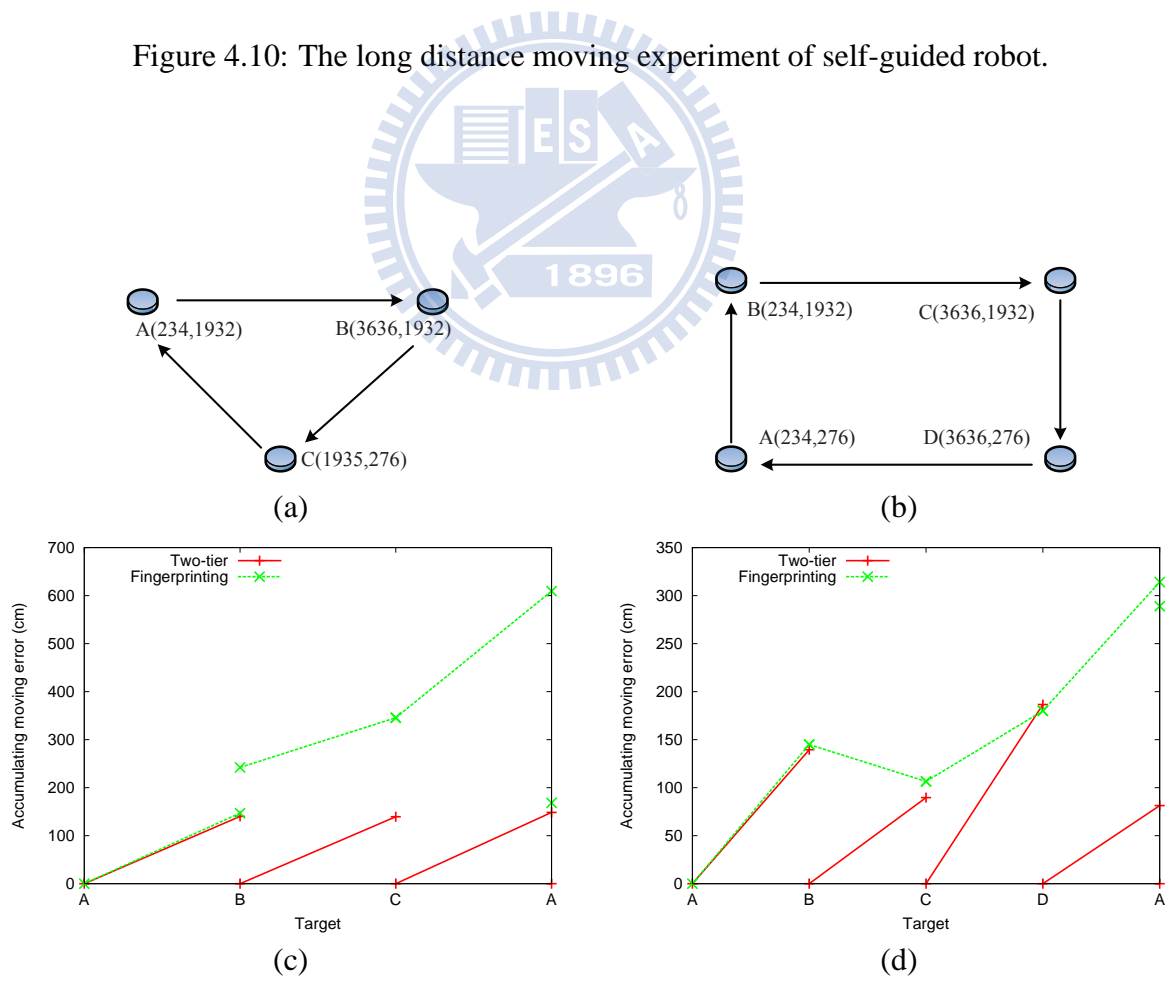 Figure 4.10: The long distance moving experiment of self-guided robot.
E S A
1896
A(234,1932)
B(3636,1932)
C(1935,276)
(a)
B(234,1932)
C(3636,1932)
A(234,276)
D(3636,276)
(b)
Two-tier
Fingerprinting
Accumulating moving error (cm)
700
600
500
400
300
200
100
0
A B C A
Target
(c)
Two-tier
Fingerprinting
Accumulating moving error (cm)
350
300
250
200
150
100
50
0
A B C D A
Target
(d)